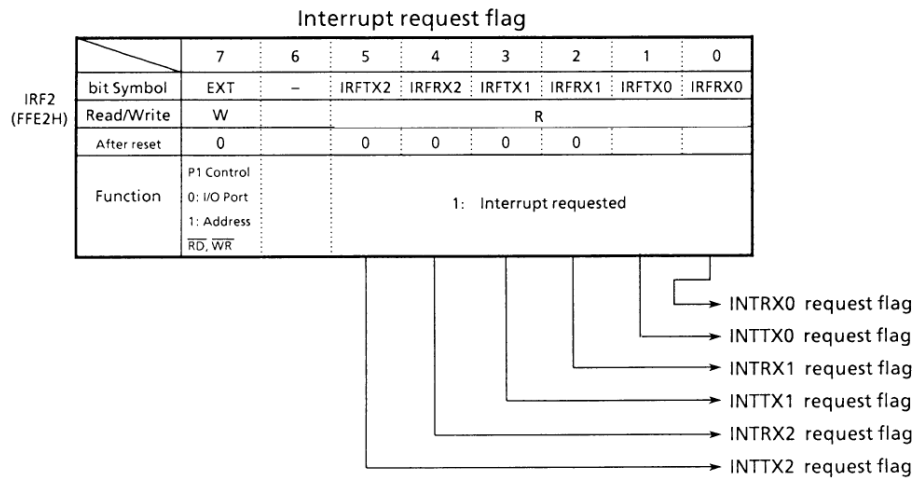 Interrupt request flag
7 6 5 4 3 2 1 0
IRF2
(FFE2H)
bit Symbol EXT – IRFTX2 IRFRX2 IRFTX1 IRFRX1 IRFTX0 IRFRX0
Read/Write W R
After reset 0 0 0 0 0
Function
P1 Control
0: I/O Port
1: Address
RD, WR
1: Interrupt requested
INTRX0 request flag
INTTX0 request flag
INTRX1 request flag
INTTX1 request flag
INTRX2 request flag
INTTX2 request flag